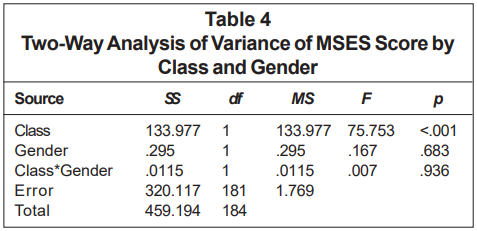 Table 4
Two-Way Analysis of Variance of MSES Score by
Class and Gender
Source SS df MS F p
Class 133.977 1 133.977 75.753 <.001
Gender .295 1 .295 .167 .683
Class*Gender .0115 1 .0115 .007 .936
Error 320.117 181 1.769
Total 459.194 184